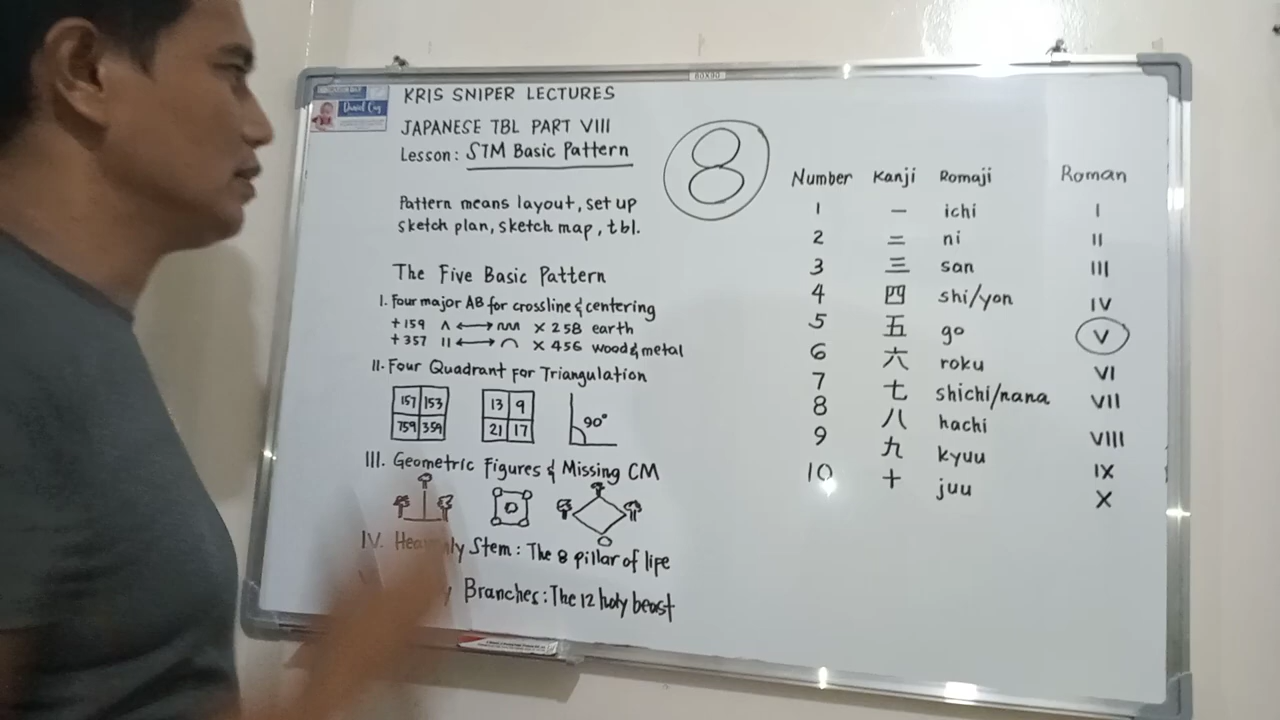 60X90
Daniel Cuy
KRIS SNIPER LECTURES
JAPANESE TBL PART VIII
Lesson: STM Basic Pattern
8
Pattern means layout, set up
sketch plan, sketch map, tbl.
The Five Basic Pattern
I. Four major AB for crossline & centering
+159 ʌ ⟷ ᨓ × 258 earth
+357 || ⟷ ⌒ × 456 wood & metal
II. Four Quadrant for Triangulation
157 153 13 9 90°
759 359 21 17
III. Geometric Figures & Missing CM
IV. Heavenly Stem: The 8 pillar of life
Branches: The 12 holy beast
Number Kanji Romaji Roman
1 一 ichi I
2 二 ni II
3 三 san III
4 四 shi/yon IV
5 五 go V
6 六 roku VI
7 七 shichi/nana VII
8 八 hachi VIII
9 九 kyuu IX
10 十 juu X